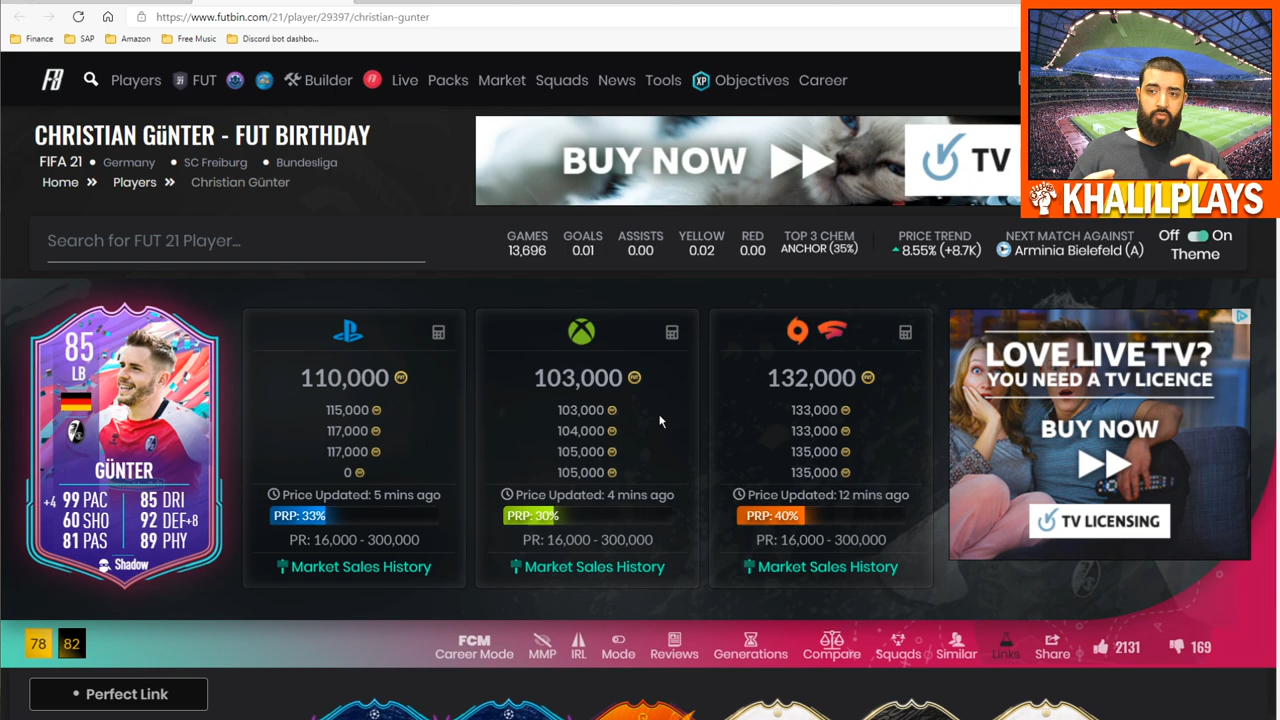 https://www.futbin.com/21/player/29397/christian-gunter
Finance SAP Amazon Free Music Discord bot dashbo...
Players FUT Builder Live Packs Market Squads News Tools XP Objectives Career
CHRISTIAN GüNTER - FUT BIRTHDAY
FIFA 21 • Germany • SC Freiburg • Bundesliga
Home » Players » Christian Günter
BUY NOW TV
KHALILPLAYS
Search for FUT 21 Player...
GAMES GOALS ASSISTS YELLOW RED TOP 3 CHEM PRICE TREND NEXT MATCH AGAINST Off On
13,696 0.01 0.00 0.02 0.00 ANCHOR (35%) 8.55% (+8.7K) Arminia Bielefeld (A) Theme
85
LB
GÜNTER
+4 99 PAC 85 DRI
60 SHO 92 DEF+8
81 PAS 89 PHY
Shadow
110,000
115,000
117,000
117,000
0
Price Updated: 5 mins ago
PRP: 33%
PR: 16,000 - 300,000
Market Sales History
103,000
103,000
104,000
105,000
105,000
Price Updated: 4 mins ago
PRP: 30%
PR: 16,000 - 300,000
Market Sales History
132,000
133,000
133,000
135,000
135,000
Price Updated: 12 mins ago
PRP: 40%
PR: 16,000 - 300,000
Market Sales History
LOVE LIVE TV?
YOU NEED A TV LICENCE
BUY NOW
TV LICENSING
78 82
FCM
Career Mode MMP IRL Mode Reviews Generations Compare Squads Similar Links Share 2131 169
• Perfect Link